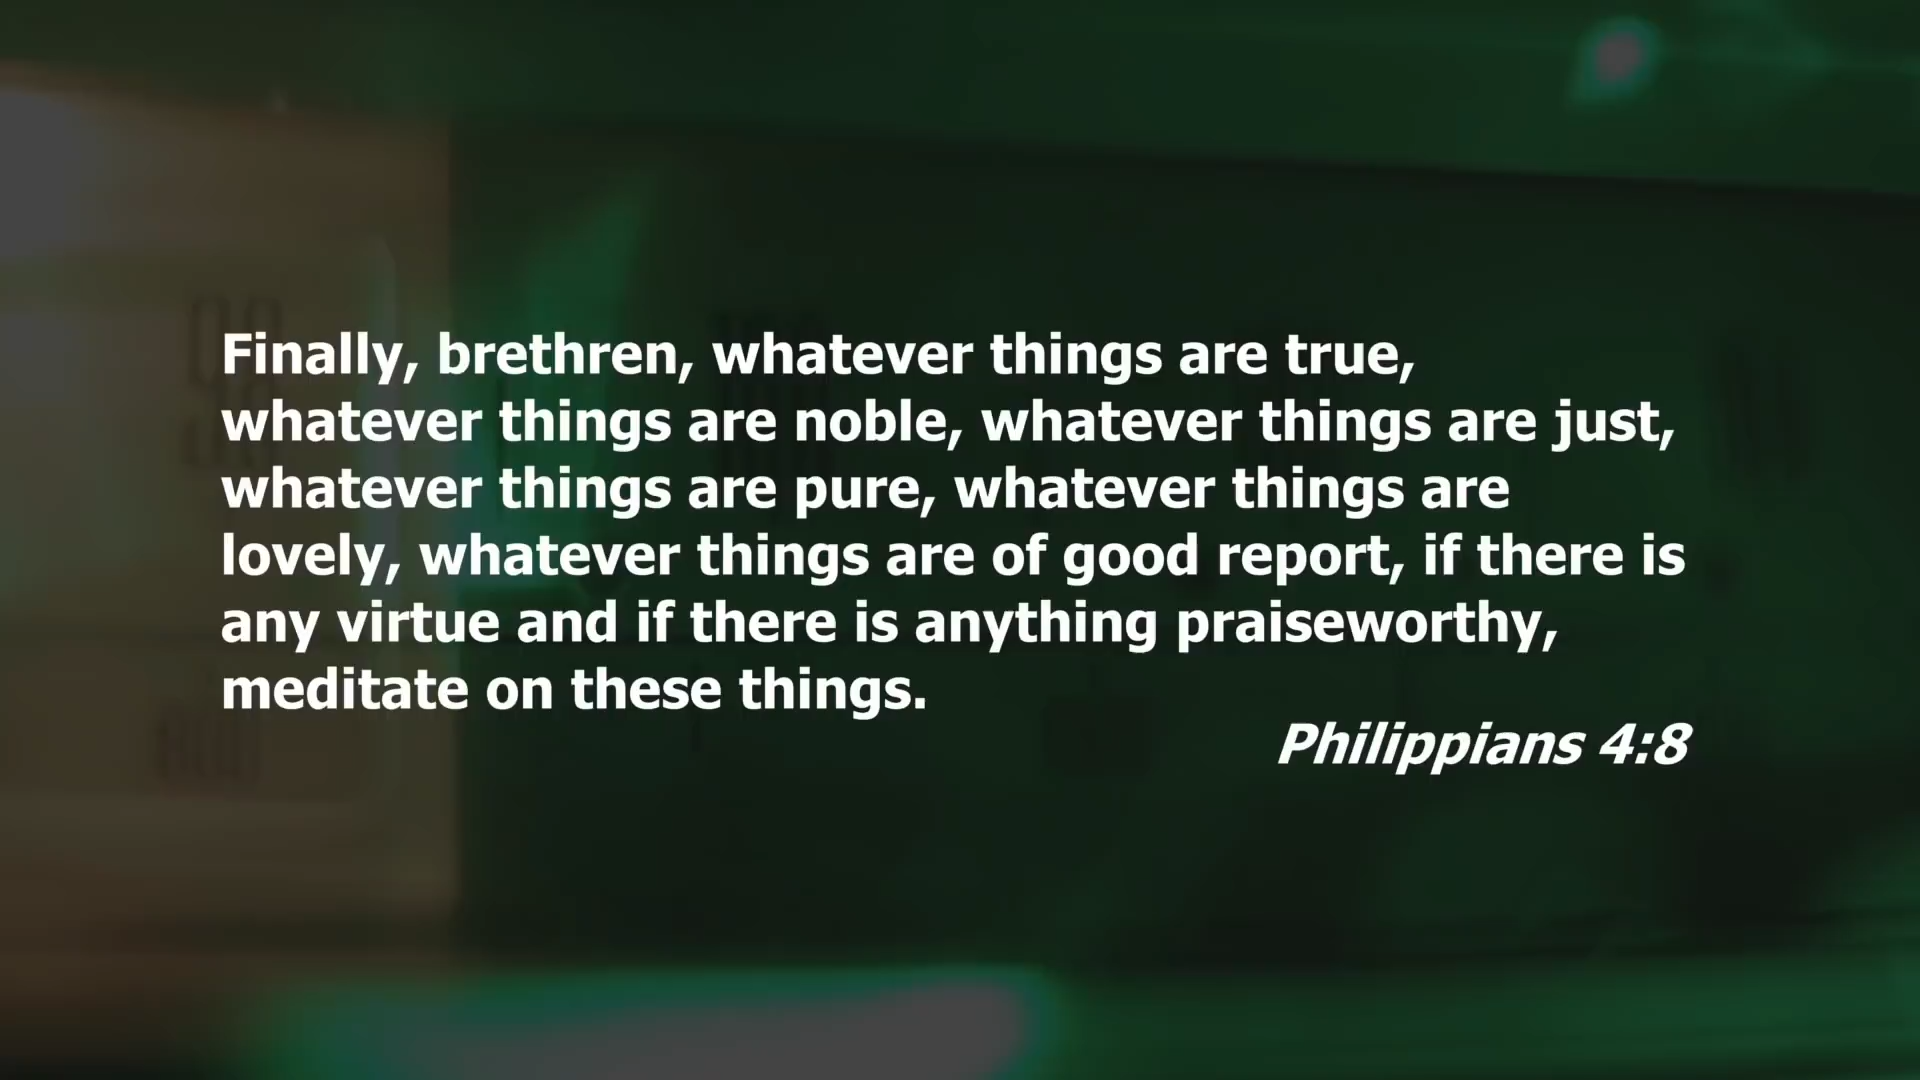 Finally, brethren, whatever things are true,
whatever things are noble, whatever things are just,
whatever things are pure, whatever things are
lovely, whatever things are of good report, if there is
any virtue and if there is anything praiseworthy,
meditate on these things.
Philippians 4:8